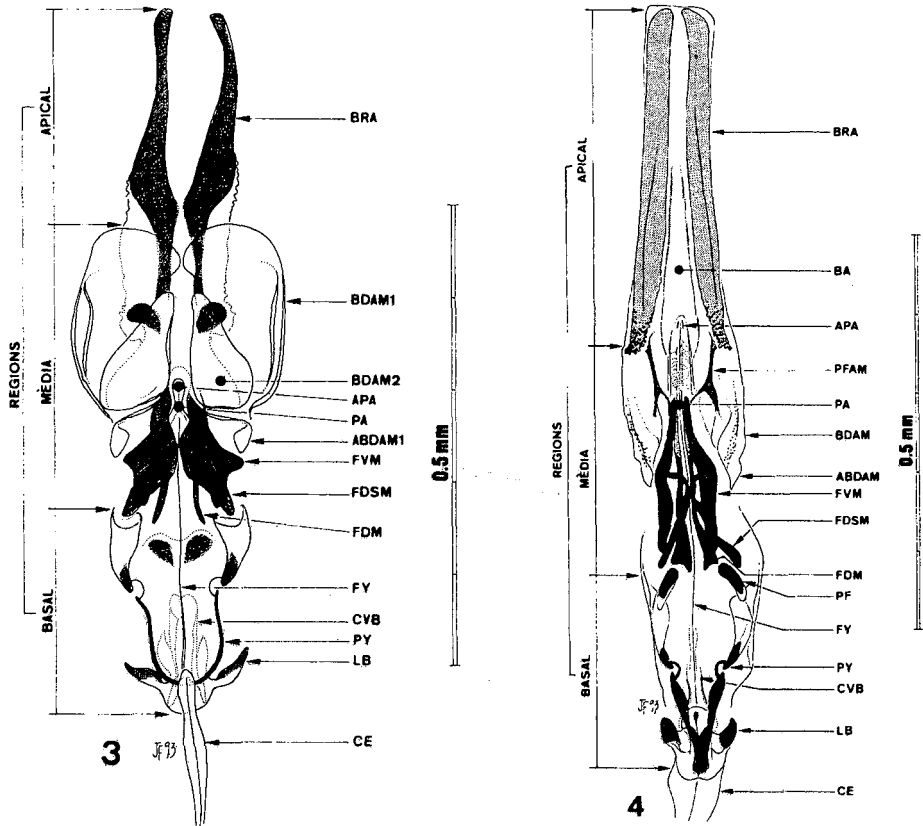 REGIONS
APICAL
MÈDIA
BASAL
BRA
BDAM1
BDAM2
APA
PA
ABDAM1
FVM
FDSM
FDM
FY
CVB
PY
LB
CE
0.5 mm
3
JF93
REGIONS
APICAL
MÈDIA
BASAL
BRA
BA
APA
PFAM
PA
BDAM
ABDAM
FVM
FDSM
FDM
PF
FY
PY
CVB
LB
CE
0.5 mm
JF93
4